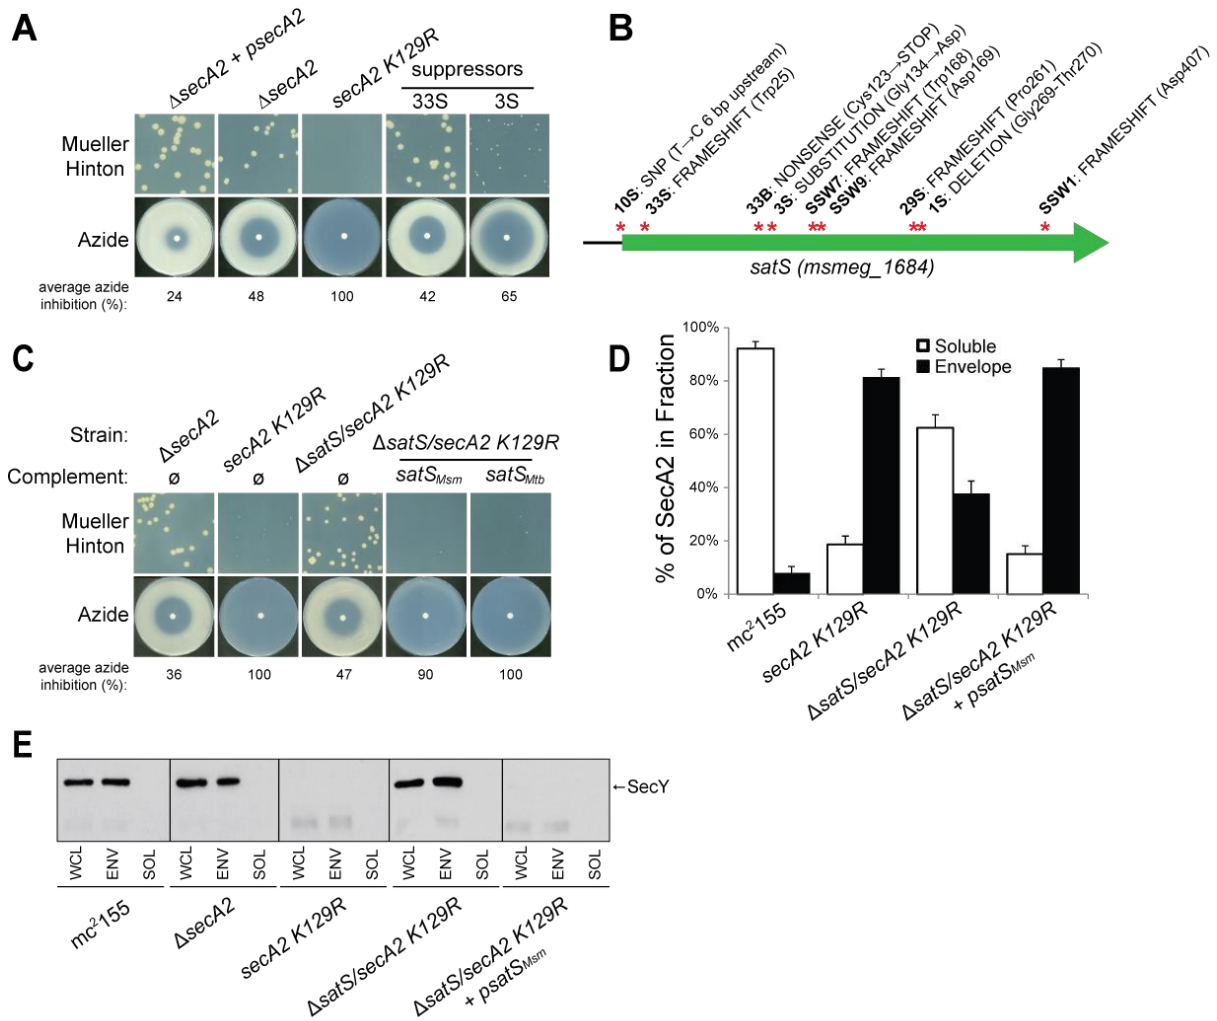 A
ΔsecA2 + psecA2
ΔsecA2
secA2 K129R
suppressors
33S
3S
Mueller
Hinton
Azide
average azide
inhibition (%):
24
48
100
42
65
B
10S: SNP (T→C 6 bp upstream)
33S: FRAMESHIFT (Trp25)
33B: NONSENSE (Cys123→STOP)
3S: SUBSTITUTION (Gly134→Asp)
SSW7: FRAMESHIFT (Trp168)
SSW9: FRAMESHIFT (Asp169)
29S: FRAMESHIFT (Pro261)
1S: DELETION (Gly269-Thr270)
SSW1: FRAMESHIFT (Asp407)
* * ** ** ** *
satS (msmeg_1684)
C
Strain:
ΔsecA2
secA2 K129R
ΔsatS/secA2 K129R
ΔsatS/secA2 K129R
Complement:
ø
ø
ø
satSMsm
satSMtb
Mueller
Hinton
Azide
average azide
inhibition (%):
36
100
47
90
100
D
% of SecA2 in Fraction
100%
80%
60%
40%
20%
0%
Soluble
Envelope
mc²155
secA2 K129R
ΔsatS/secA2 K129R
ΔsatS/secA2 K129R
+ psatSMsm
E
←SecY
WCL
ENV
SOL
WCL
ENV
SOL
WCL
ENV
SOL
WCL
ENV
SOL
WCL
ENV
SOL
mc²155
ΔsecA2
secA2 K129R
ΔsatS/secA2 K129R
ΔsatS/secA2 K129R
+ psatSMsm